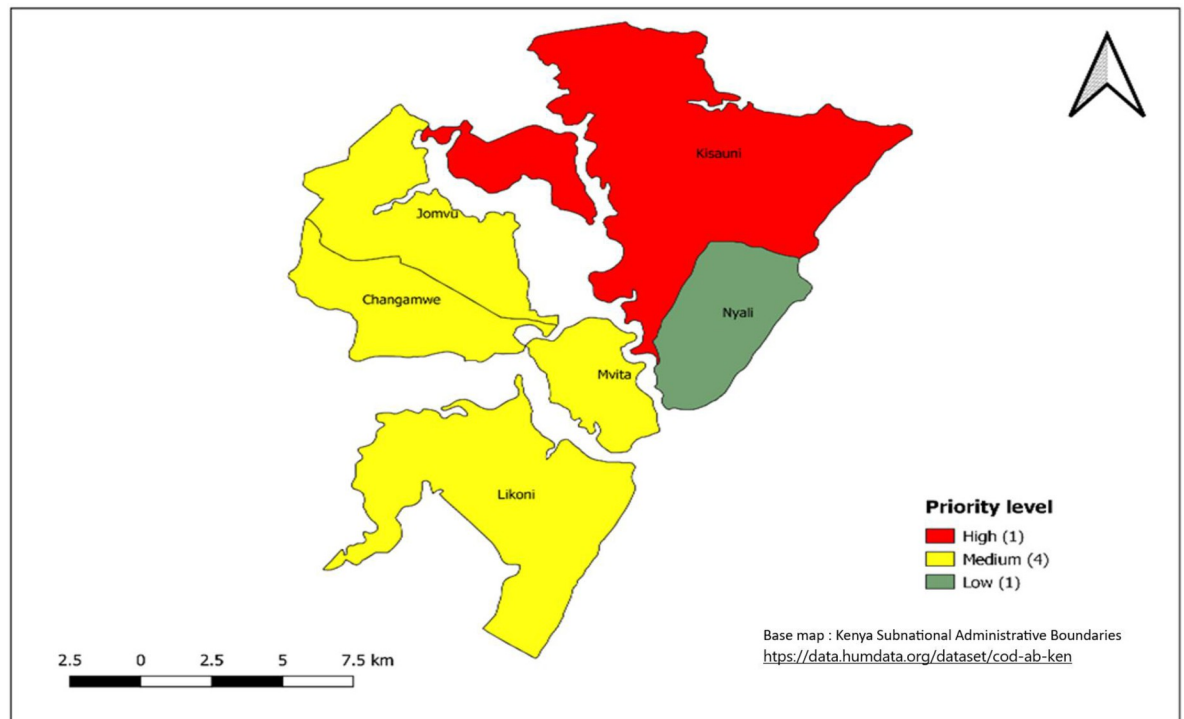 Kisauni
Jomvu
Changamwe
Nyali
Mvita
Likoni
Priority level
High (1)
Medium (4)
Low (1)
Base map : Kenya Subnational Administrative Boundaries
htps://data.humdata.org/dataset/cod-ab-ken
2.5 0 2.5 5 7.5 km